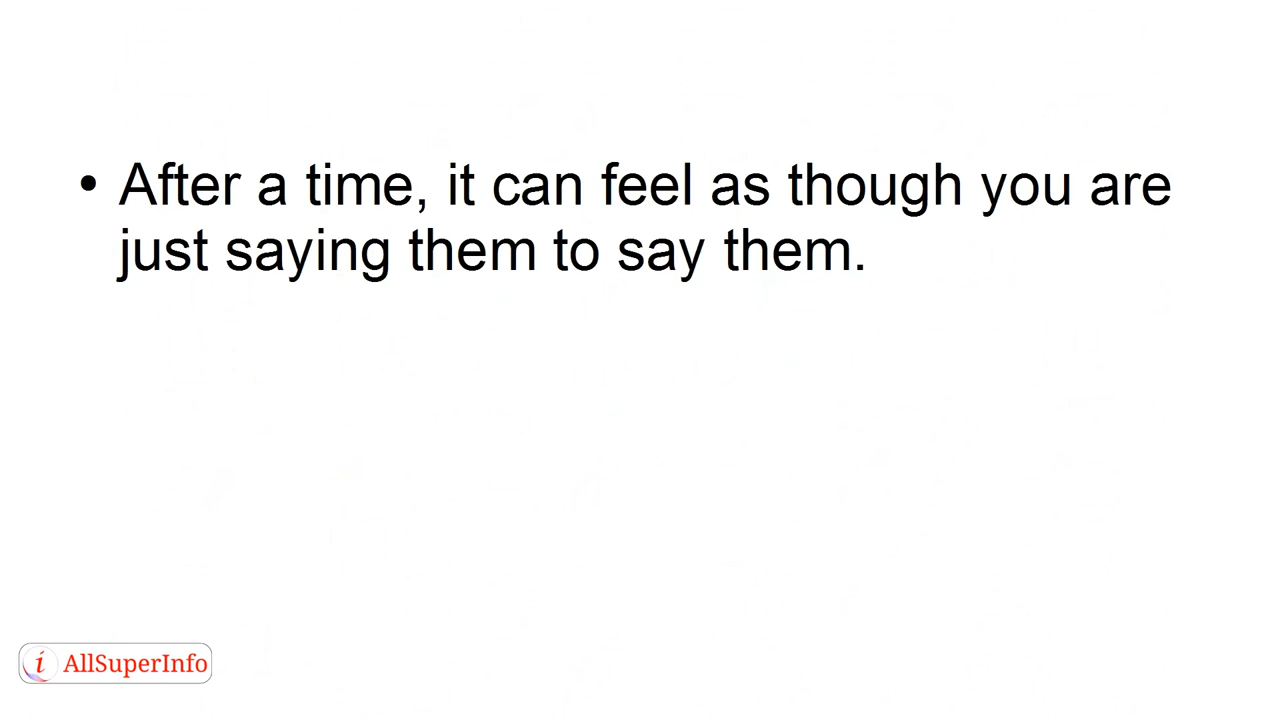 • After a time, it can feel as though you are
just saying them to say them.
i AllSuperInfo